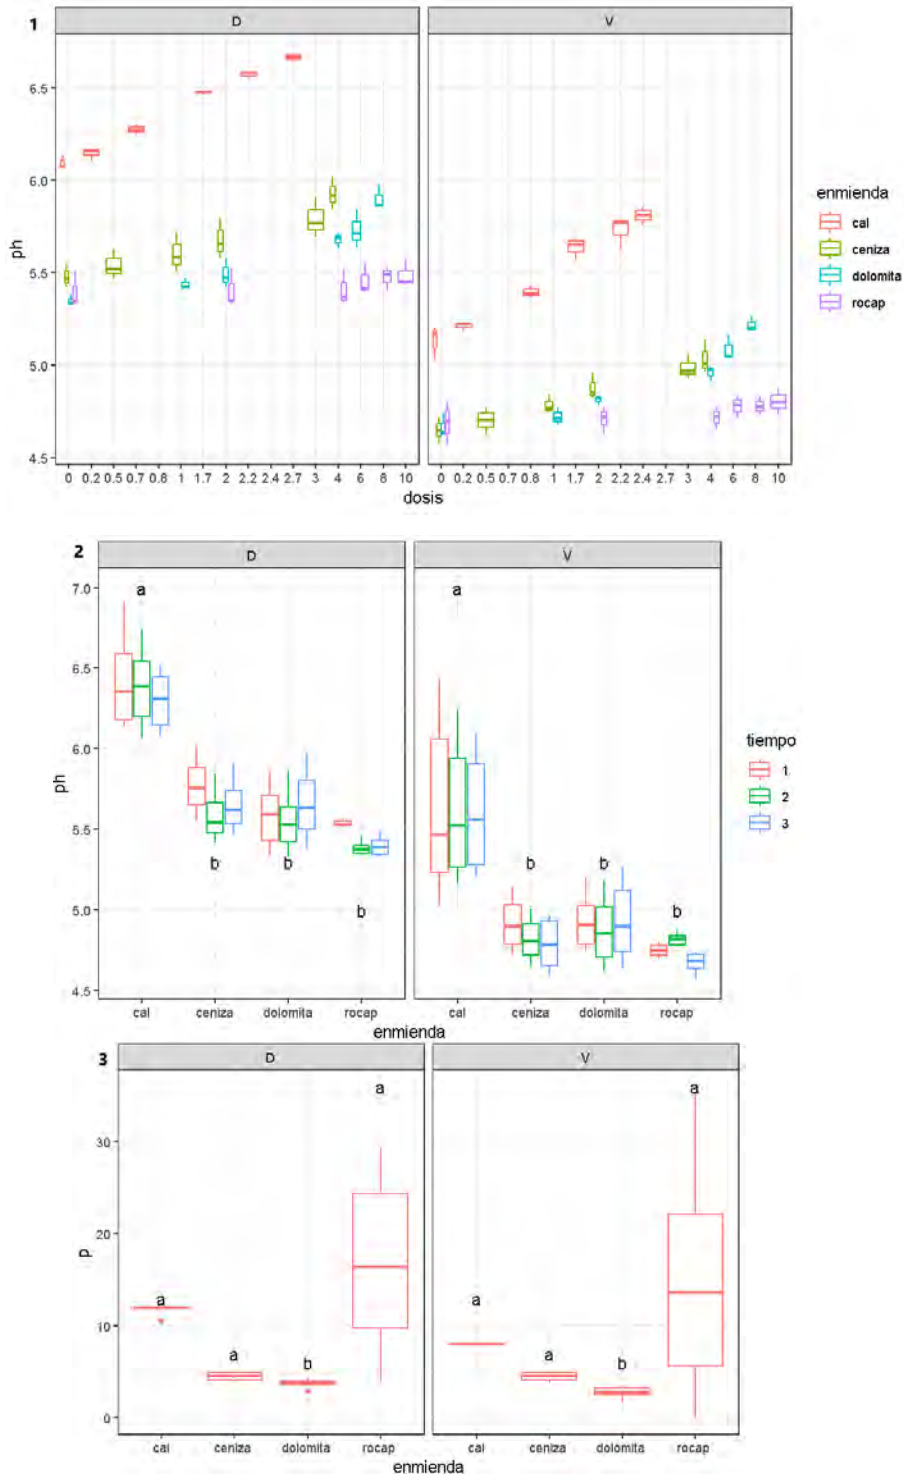 1
D
V
6.5
6.0
5.5
5.0
4.5
ph
0 0.2 0.5 0.7 0.8 1 1.7 2 2.2 2.4 2.7 3 4 6 8 10
0 0.2 0.5 0.7 0.8 1 1.7 2 2.2 2.4 2.7 3 4 6 8 10
dosis
enmienda
cal
ceniza
dolomita
rocap
2
D
V
a
b
b
b
a
b
b
b
7.0
6.5
6.0
5.5
5.0
4.5
ph
cal ceniza dolomita rocap
cal ceniza dolomita rocap
enmienda
tiempo
1
2
3
3
D
V
a
a
b
a
a
a
b
a
30
20
10
0
p
cal ceniza dolomita rocap
cal ceniza dolomita rocap
enmienda